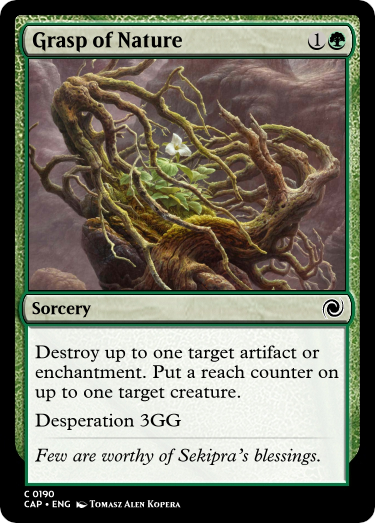 Grasp of Nature 1
Sorcery
Destroy up to one target artifact or
enchantment. Put a reach counter on
up to one target creature.
Desperation 3GG
Few are worthy of Sekipra's blessings.
C 0190
CAP • ENG Tomasz Alen Kopera